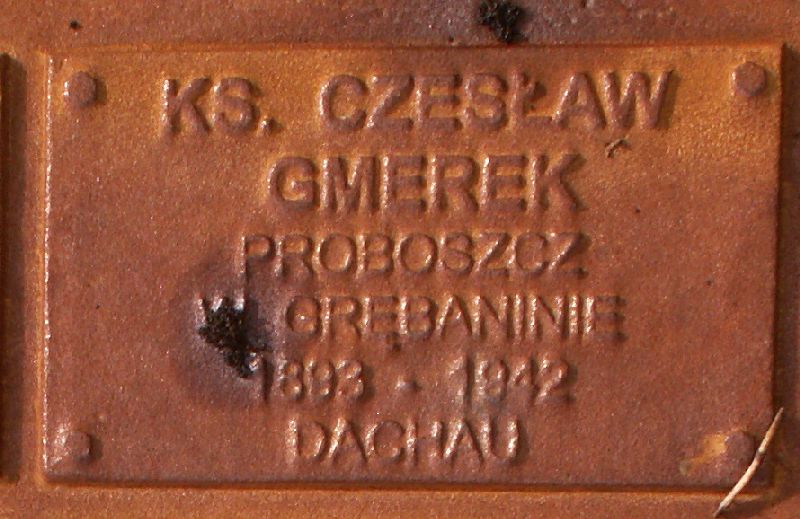 KS. CZESŁAW
GMEREK
PROBOSZCZ
W GRĘBANINIE
1893 - 1942
DACHAU